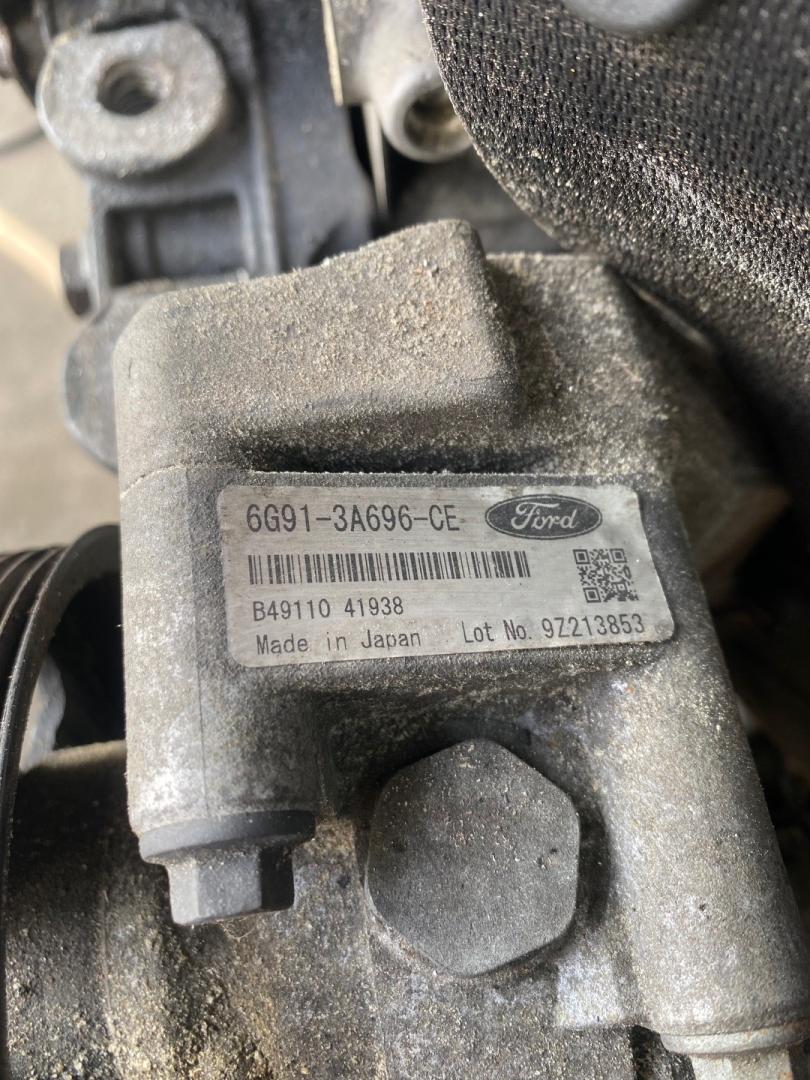 6G91-3A696-CE Ford
B49110 41938
Made in Japan Lot No. 9Z213853